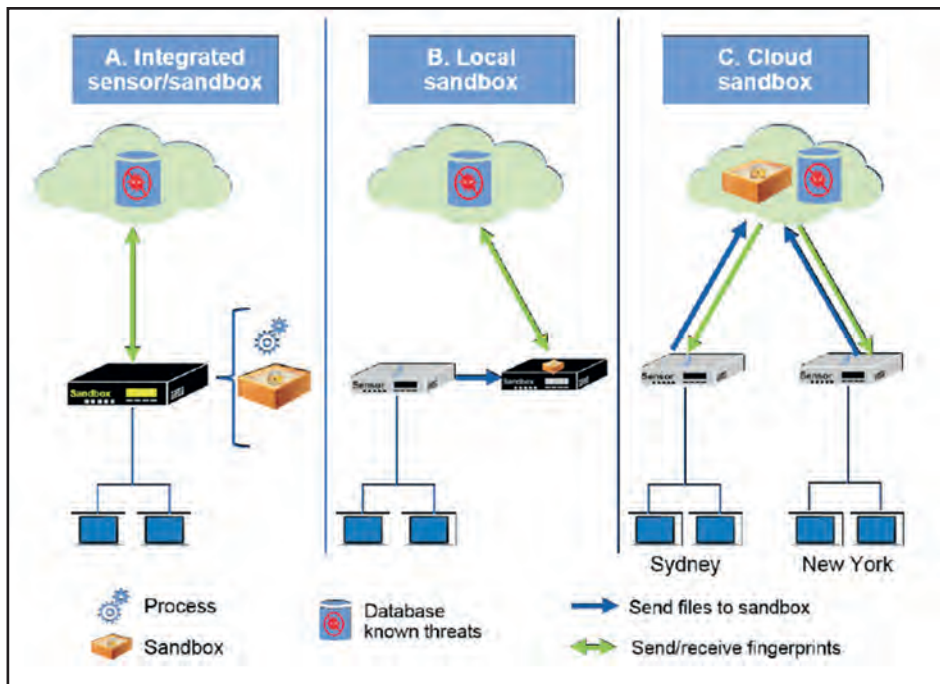 A. Integrated
sensor/sandbox
B. Local
sandbox
C. Cloud
sandbox
Sandbox
Sensor
Sandbox
Sensor
Sensor
Sydney
New York
Process
Sandbox
Database
known threats
Send files to sandbox
Send/receive fingerprints